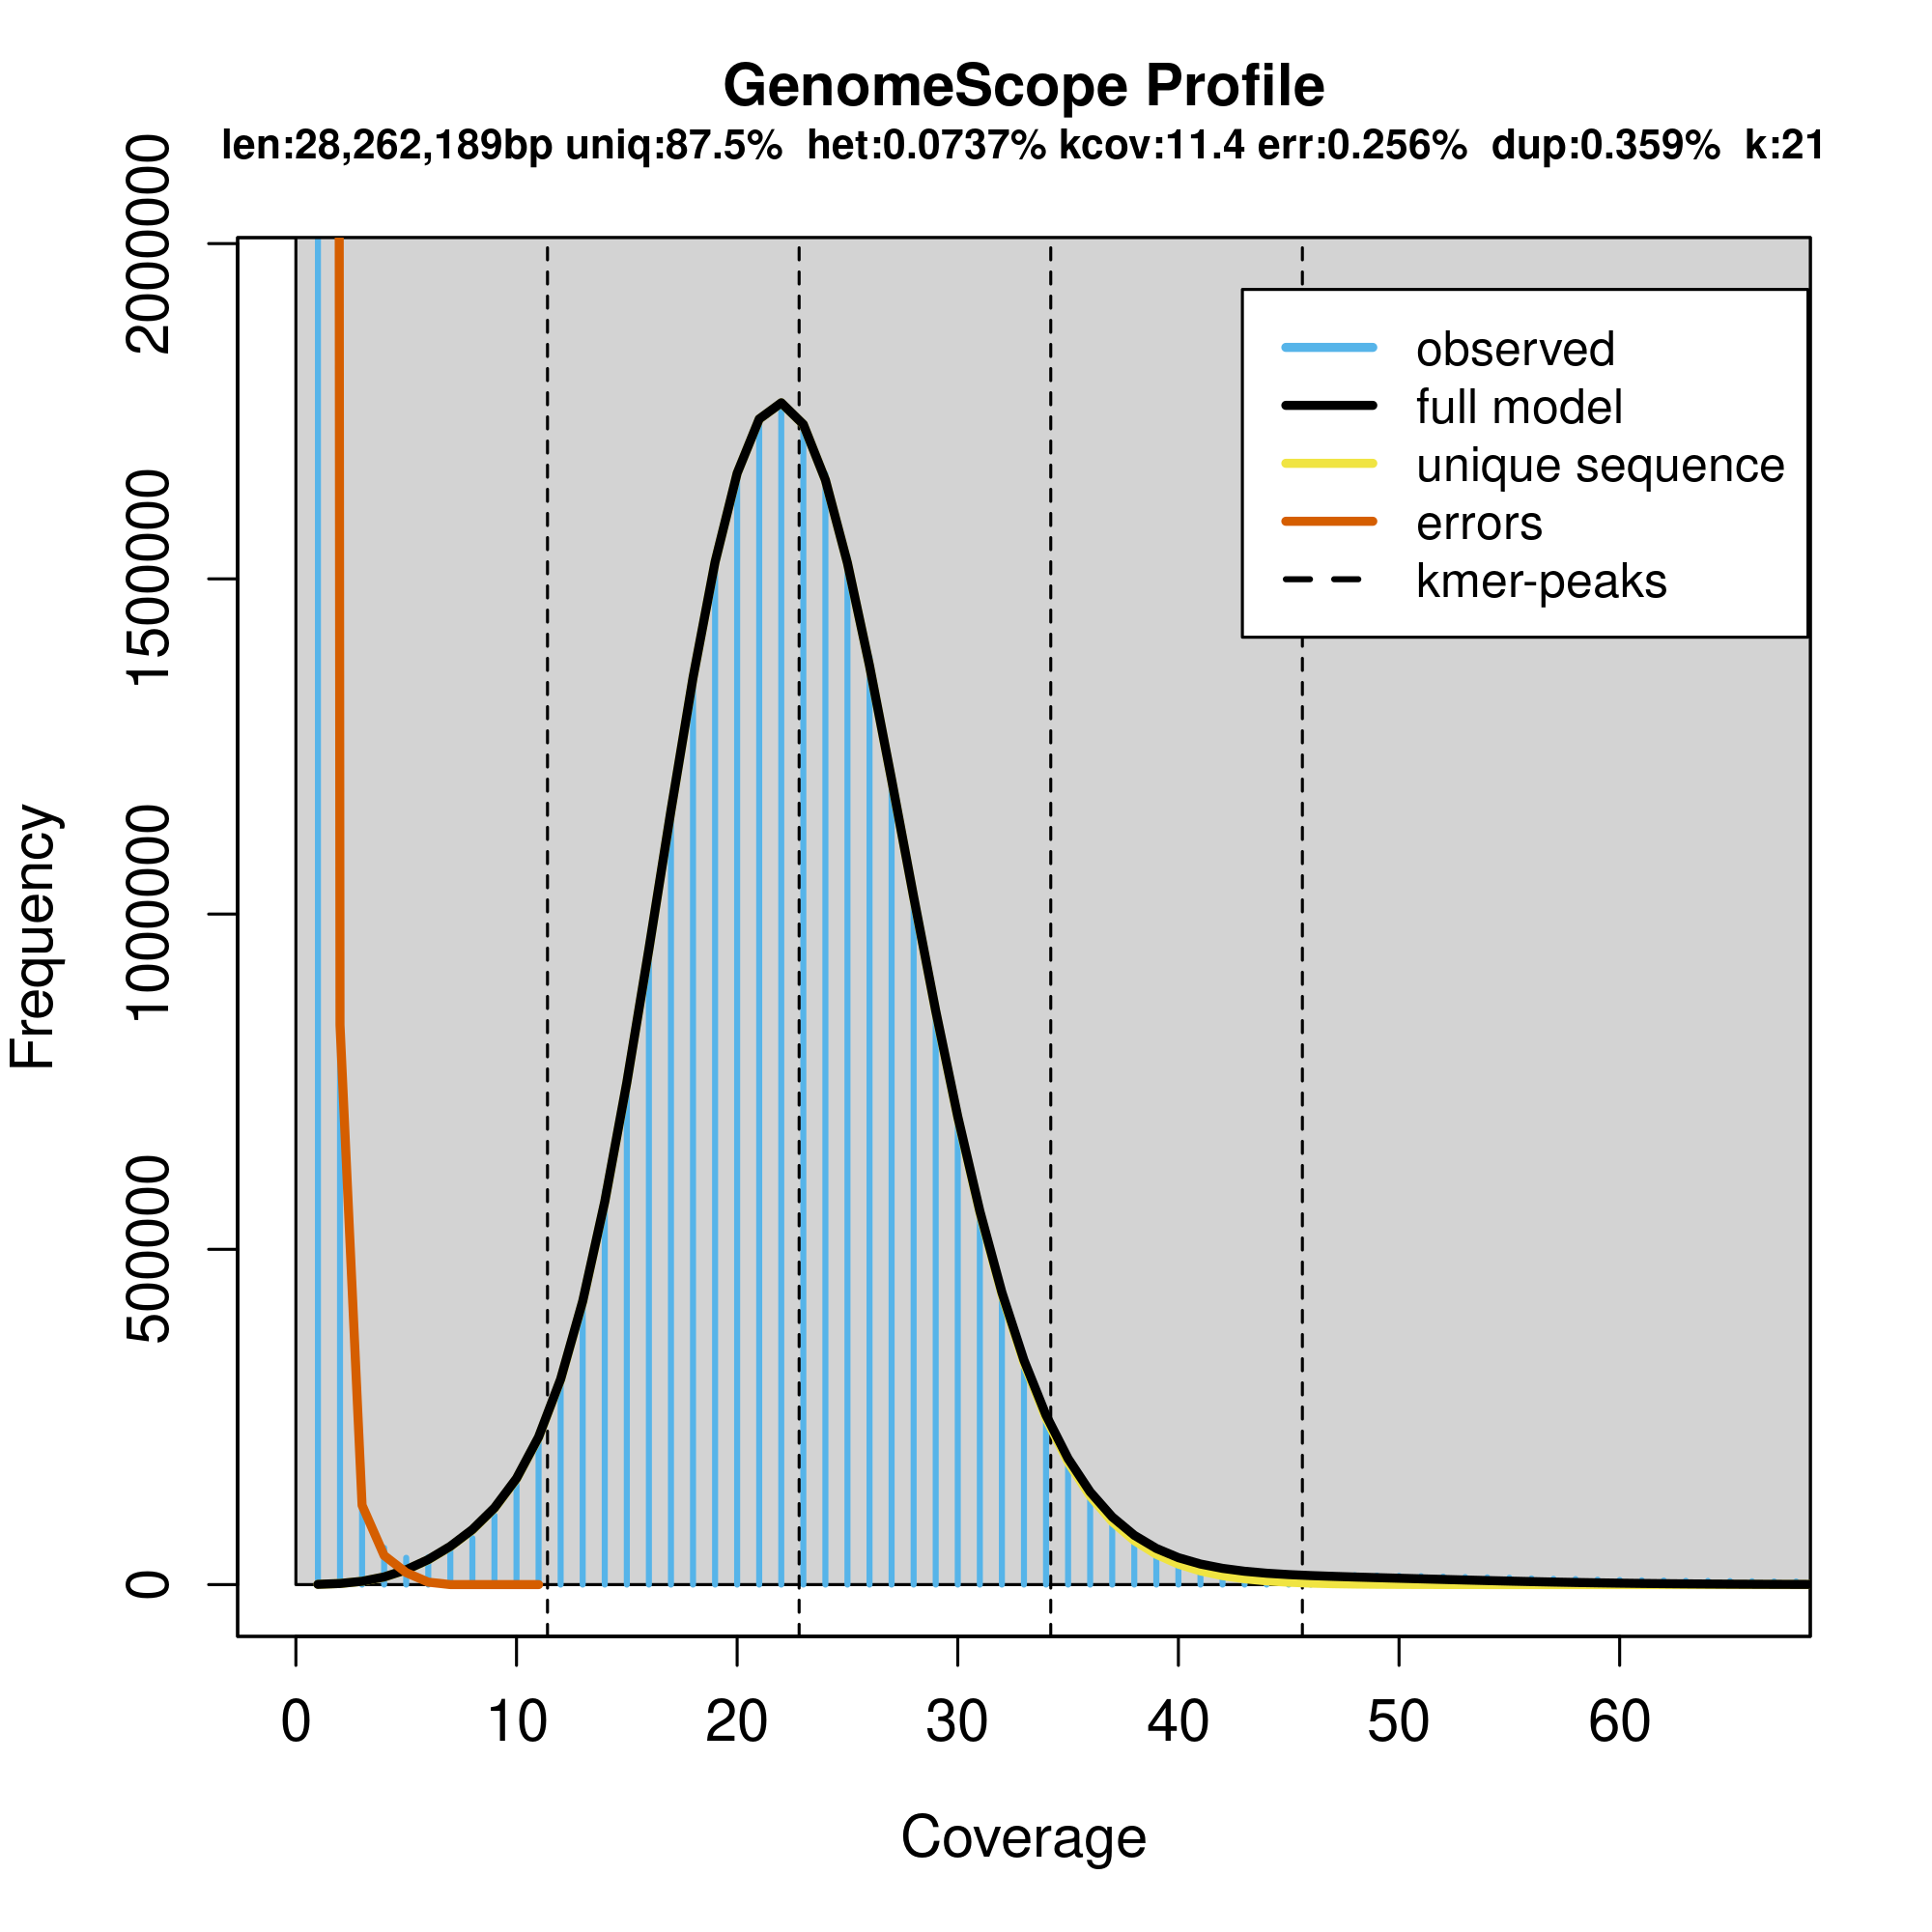 GenomeScope Profile
len:28,262,189bp uniq:87.5% het:0.0737% kcov:11.4 err:0.256% dup:0.359% k:21
Frequency
2000000
1500000
1000000
500000
0
observed
full model
unique sequence
errors
kmer-peaks
0 10 20 30 40 50 60
Coverage